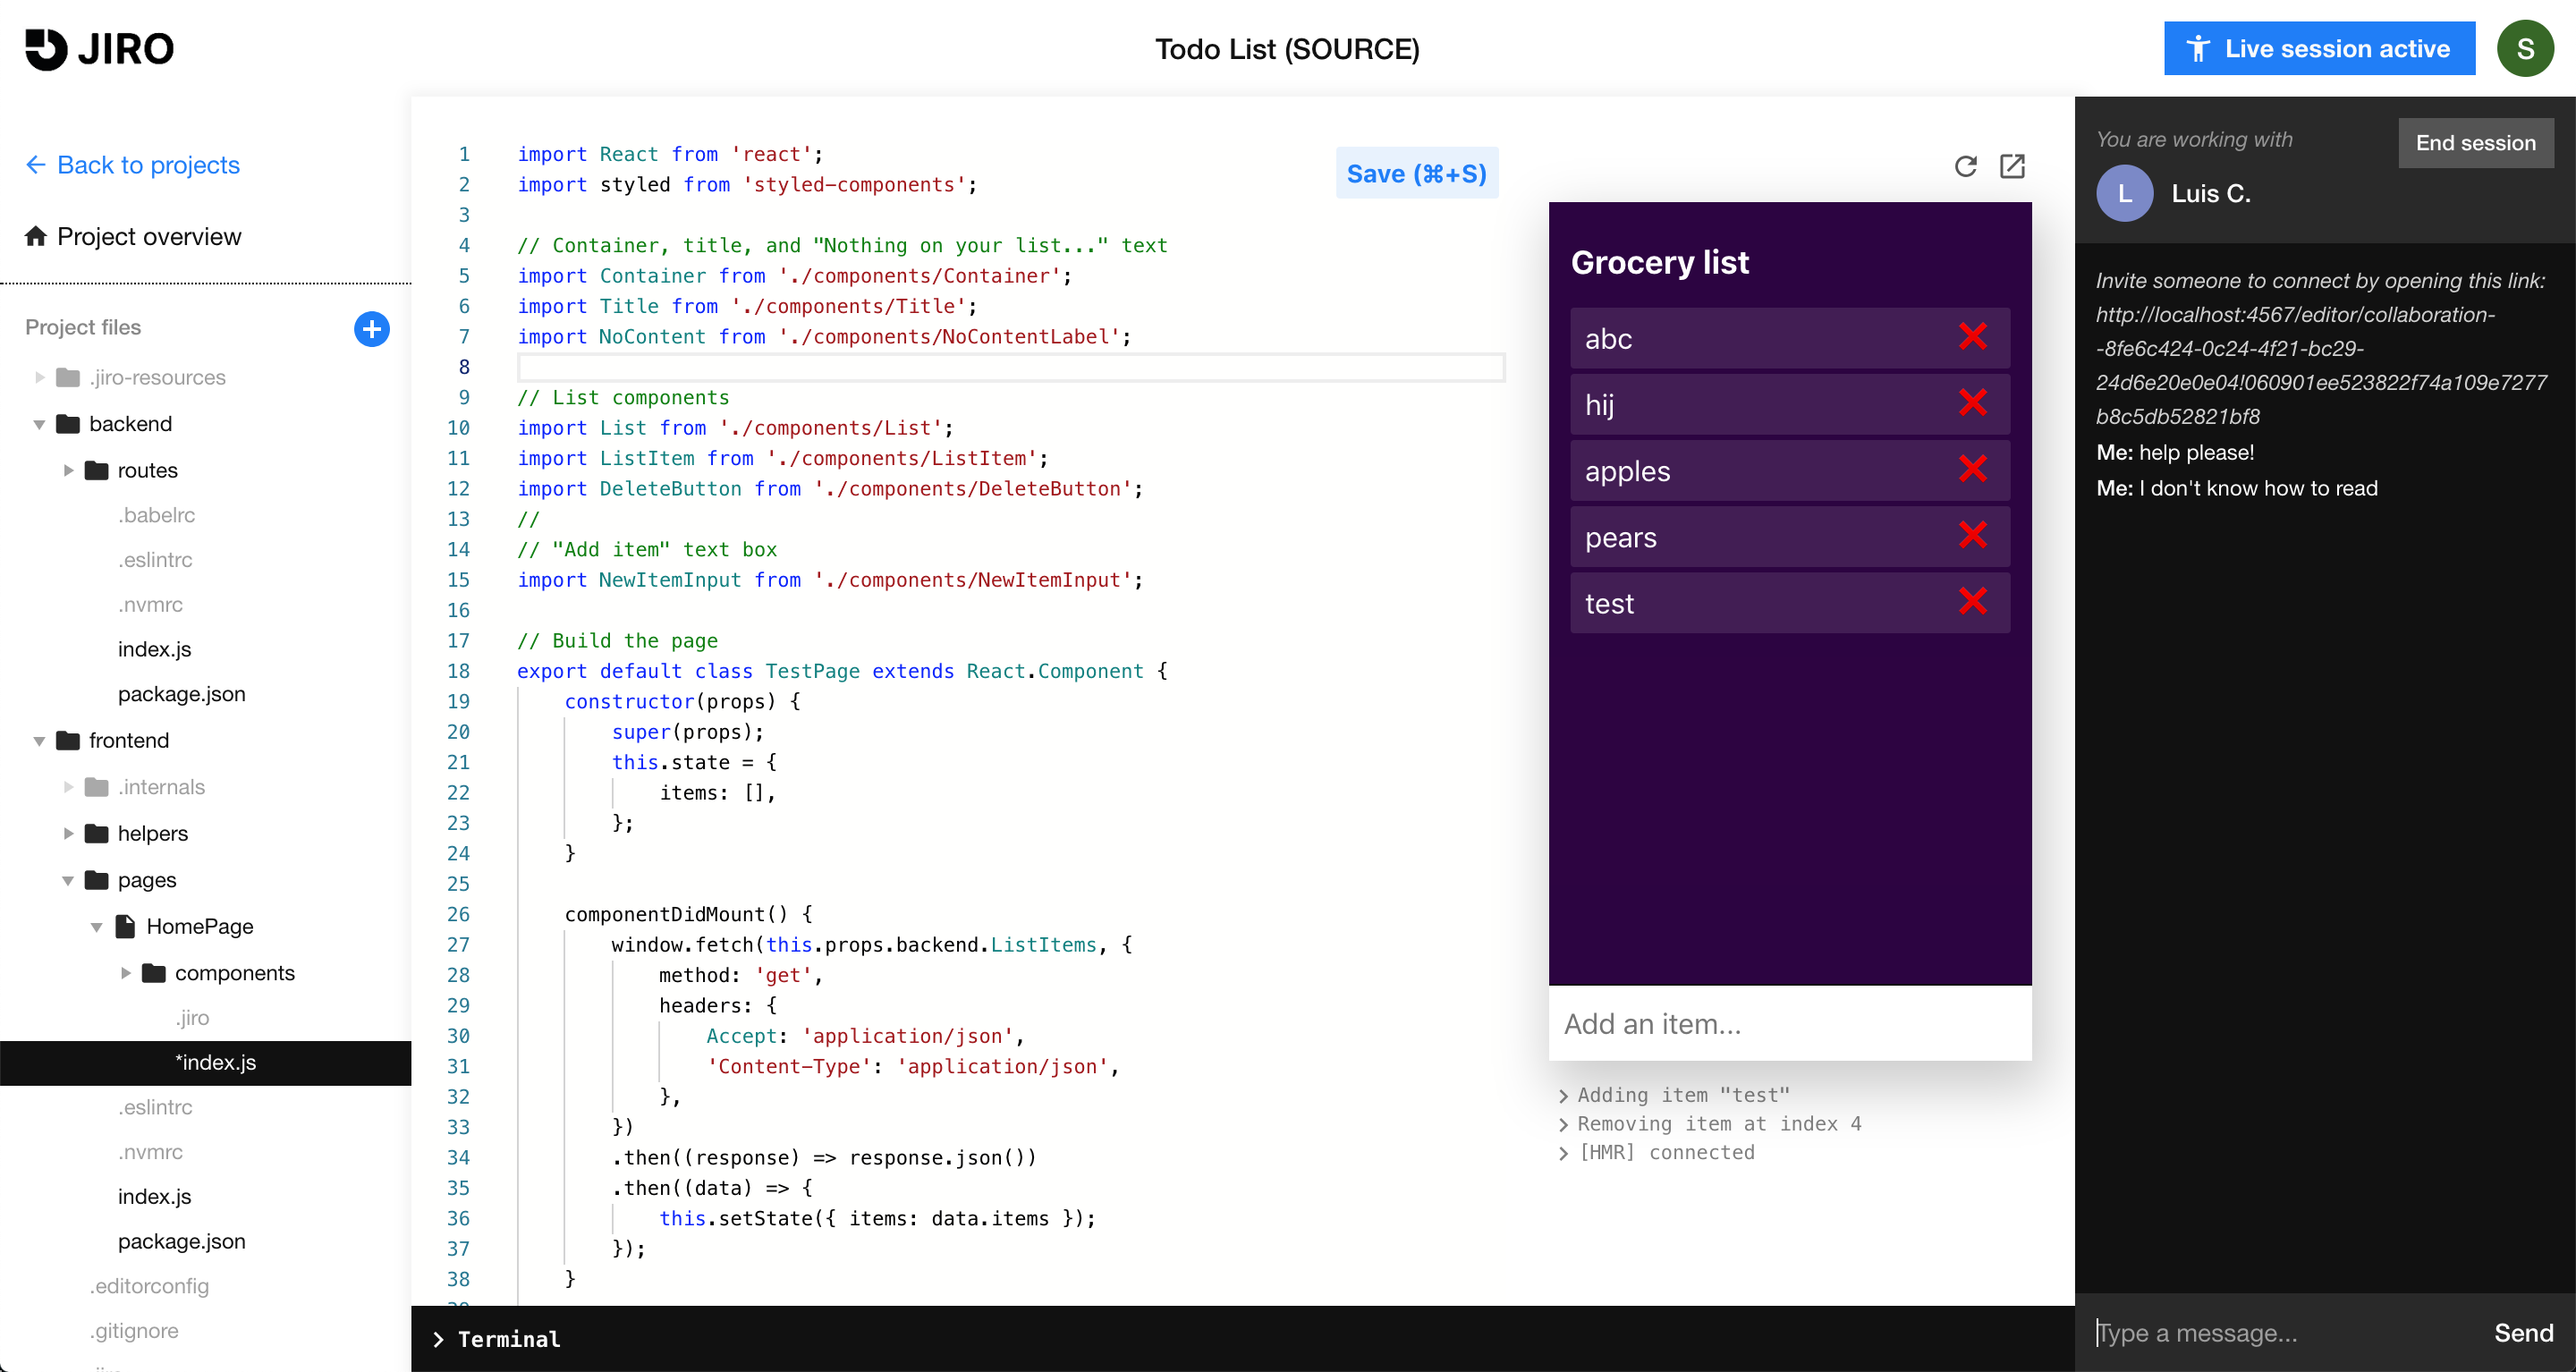 JIRO
Todo List (SOURCE)
Live session active
S
Back to projects
Project overview
Project files
.jiro-resources
backend
routes
.babelrc
.eslintrc
.nvmrc
index.js
package.json
frontend
.internals
helpers
pages
HomePage
components
.jiro
*index.js
.eslintrc
.nvmrc
index.js
package.json
.editorconfig
.gitignore
Save (⌘+S)
1 import React from 'react';
2 import styled from 'styled-components';
3
4 // Container, title, and "Nothing on your list..." text
5 import Container from './components/Container';
6 import Title from './components/Title';
7 import NoContent from './components/NoContentLabel';
8
9 // List components
10 import List from './components/List';
11 import ListItem from './components/ListItem';
12 import DeleteButton from './components/DeleteButton';
13 //
14 // "Add item" text box
15 import NewItemInput from './components/NewItemInput';
16
17 // Build the page
18 export default class TestPage extends React.Component {
19     constructor(props) {
20         super(props);
21         this.state = {
22             items: [],
23         };
24     }
25
26     componentDidMount() {
27         window.fetch(this.props.backend.ListItems, {
28             method: 'get',
29             headers: {
30                 Accept: 'application/json',
31                 'Content-Type': 'application/json',
32             },
33         })
34         .then((response) => response.json())
35         .then((data) => {
36             this.setState({ items: data.items });
37         });
38     }
Terminal
Grocery list
abc
hij
apples
pears
test
Add an item...
Adding item "test"
Removing item at index 4
[HMR] connected
You are working with
End session
L
Luis C.
Invite someone to connect by opening this link:
http://localhost:4567/editor/collaboration-
-8fe6c424-0c24-4f21-bc29-
24d6e20e0e04!060901ee523822f74a109e7277
b8c5db52821bf8
Me: help please!
Me: I don't know how to read
Type a message...
Send